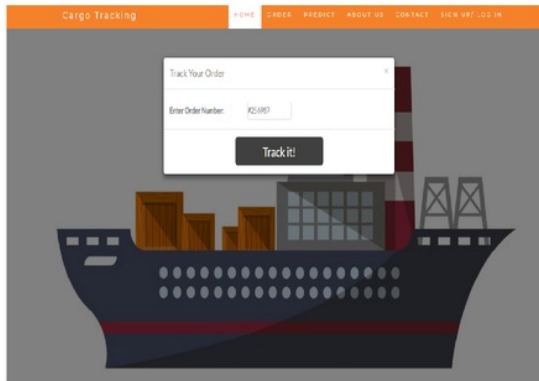 Cargo Tracking HOME ORDER PREDICT ABOUT US CONTACT SIGN UP/ LOG IN
Track Your Order ×
Enter Order Number:
Track it!